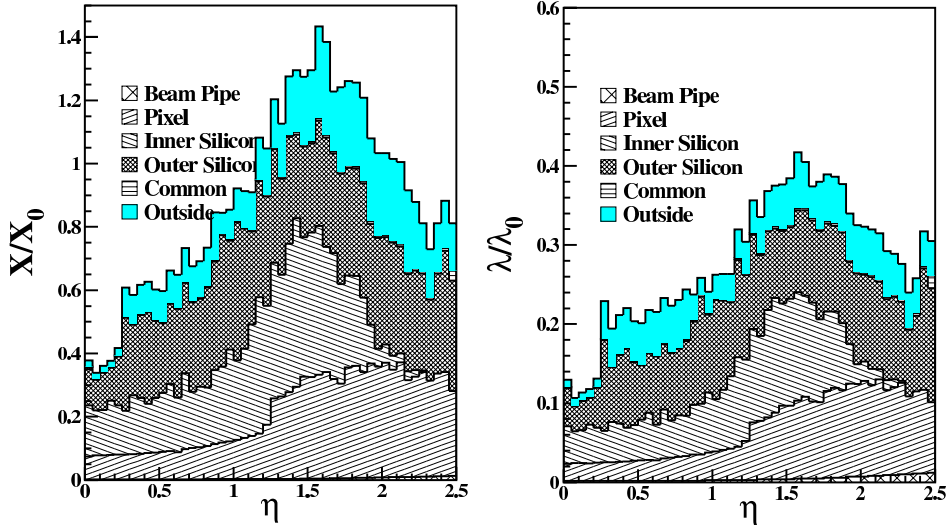 X/X0
1.4
1.2
1
0.8
0.6
0.4
0.2
0
Beam Pipe
Pixel
Inner Silicon
Outer Silicon
Common
Outside
0 0.5 1 1.5 2 2.5
η
λ/λ0
0.6
0.5
0.4
0.3
0.2
0.1
0
Beam Pipe
Pixel
Inner Silicon
Outer Silicon
Common
Outside
0 0.5 1 1.5 2 2.5
η